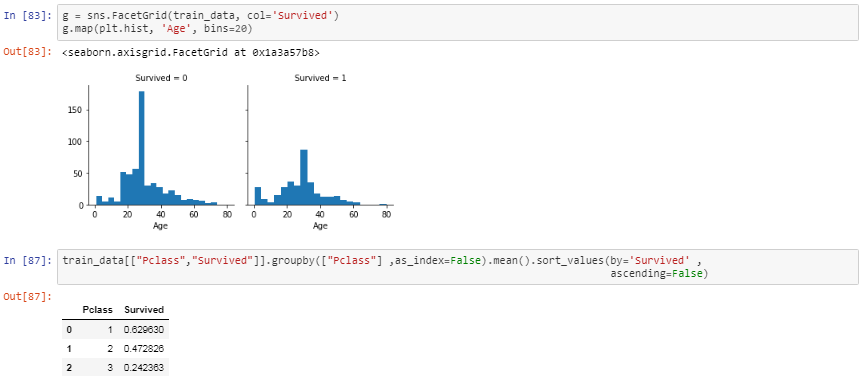 In [83]: g = sns.FacetGrid(train_data, col='Survived')
g.map(plt.hist, 'Age', bins=20)
Out[83]: <seaborn.axisgrid.FacetGrid at 0x1a3a57b8>
Survived = 0 Survived = 1
150
100
50
0
0 20 40 60 80 0 20 40 60 80
Age Age
In [87]: train_data[["Pclass","Survived"]].groupby(["Pclass"] ,as_index=False).mean().sort_values(by='Survived' ,
ascending=False)
Out[87]:
Pclass Survived
0 1 0.629630
1 2 0.472826
2 3 0.242363